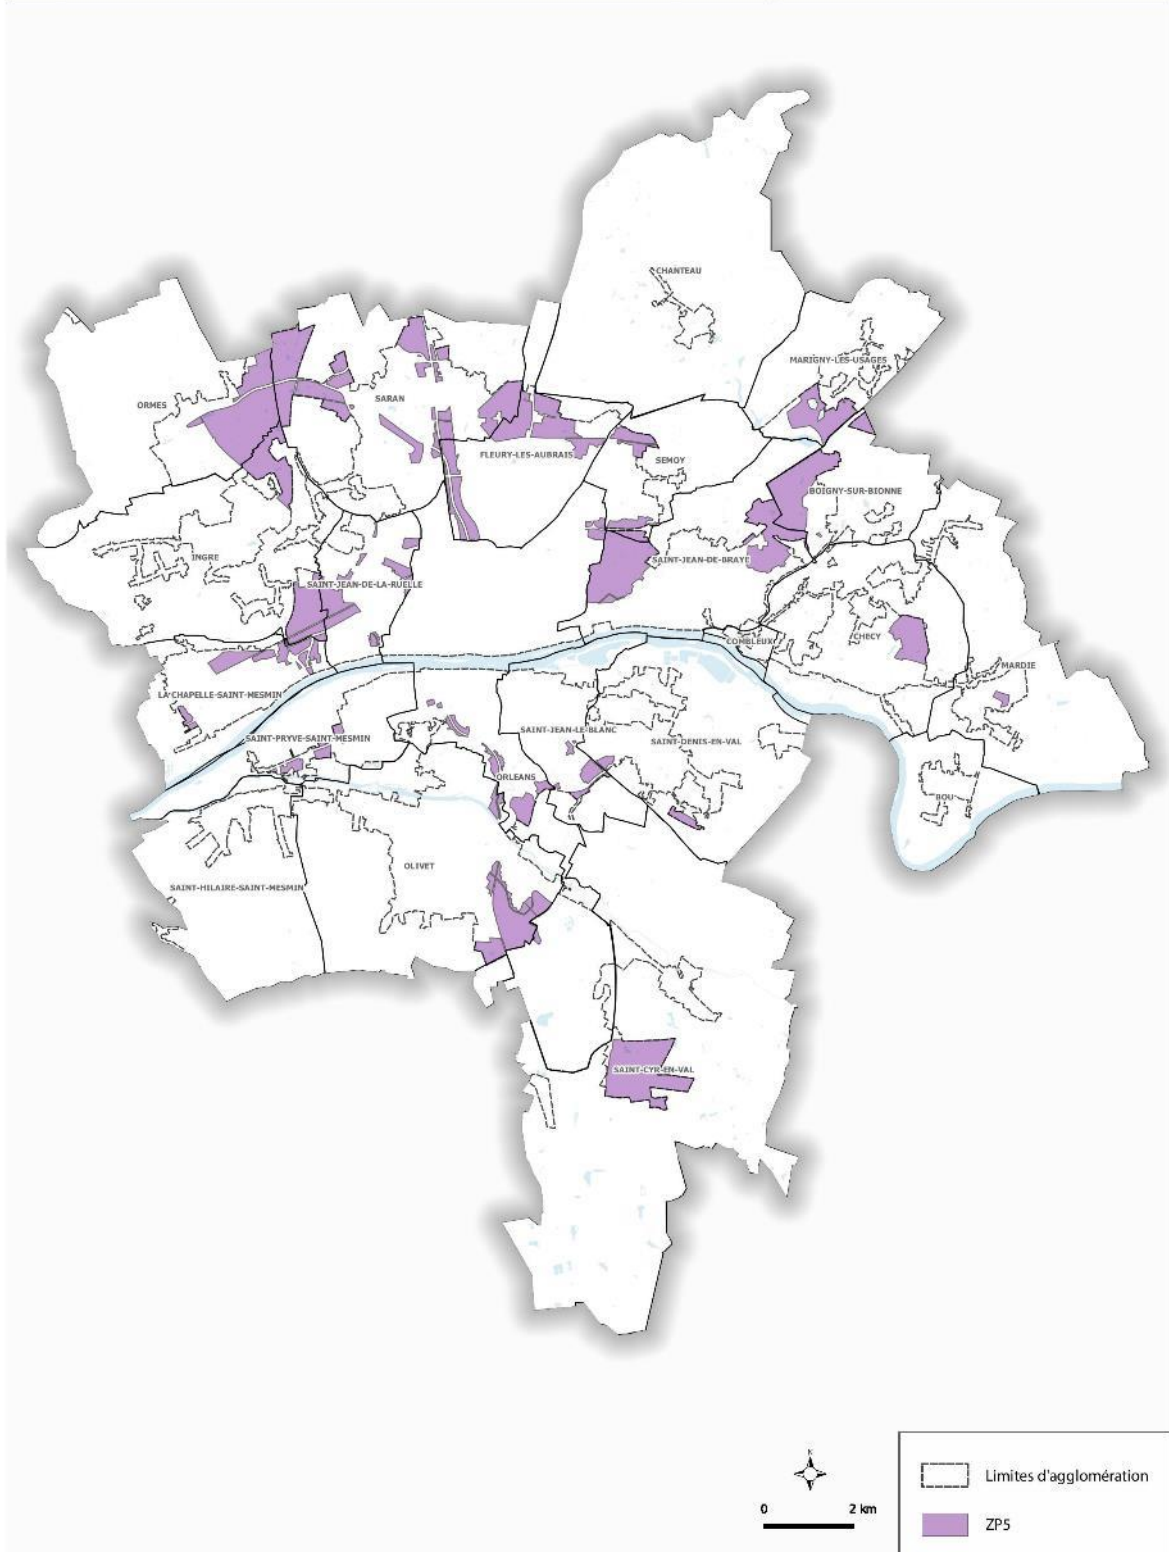 CHANTEAU
MARIGNY-LES-USAGES
ORMES
SARAN
FLEURY-LES-AUBRAIS
SEMOY
BOIGNY-SUR-BIONNE
INGRE
SAINT-JEAN-DE-LA-RUELLE
SAINT-JEAN-DE-BRAYE
COMBLEUX
CHECY
MARDIE
LA-CHAPELLE-SAINT-MESMIN
SAINT-PRYVE-SAINT-MESMIN
SAINT-JEAN-LE-BLANC
SAINT-DENIS-EN-VAL
ORLEANS
BOU
OLIVET
SAINT-HILAIRE-SAINT-MESMIN
SAINT-CYR-EN-VAL
N
0 2 km
Limites d'agglomération
ZP5